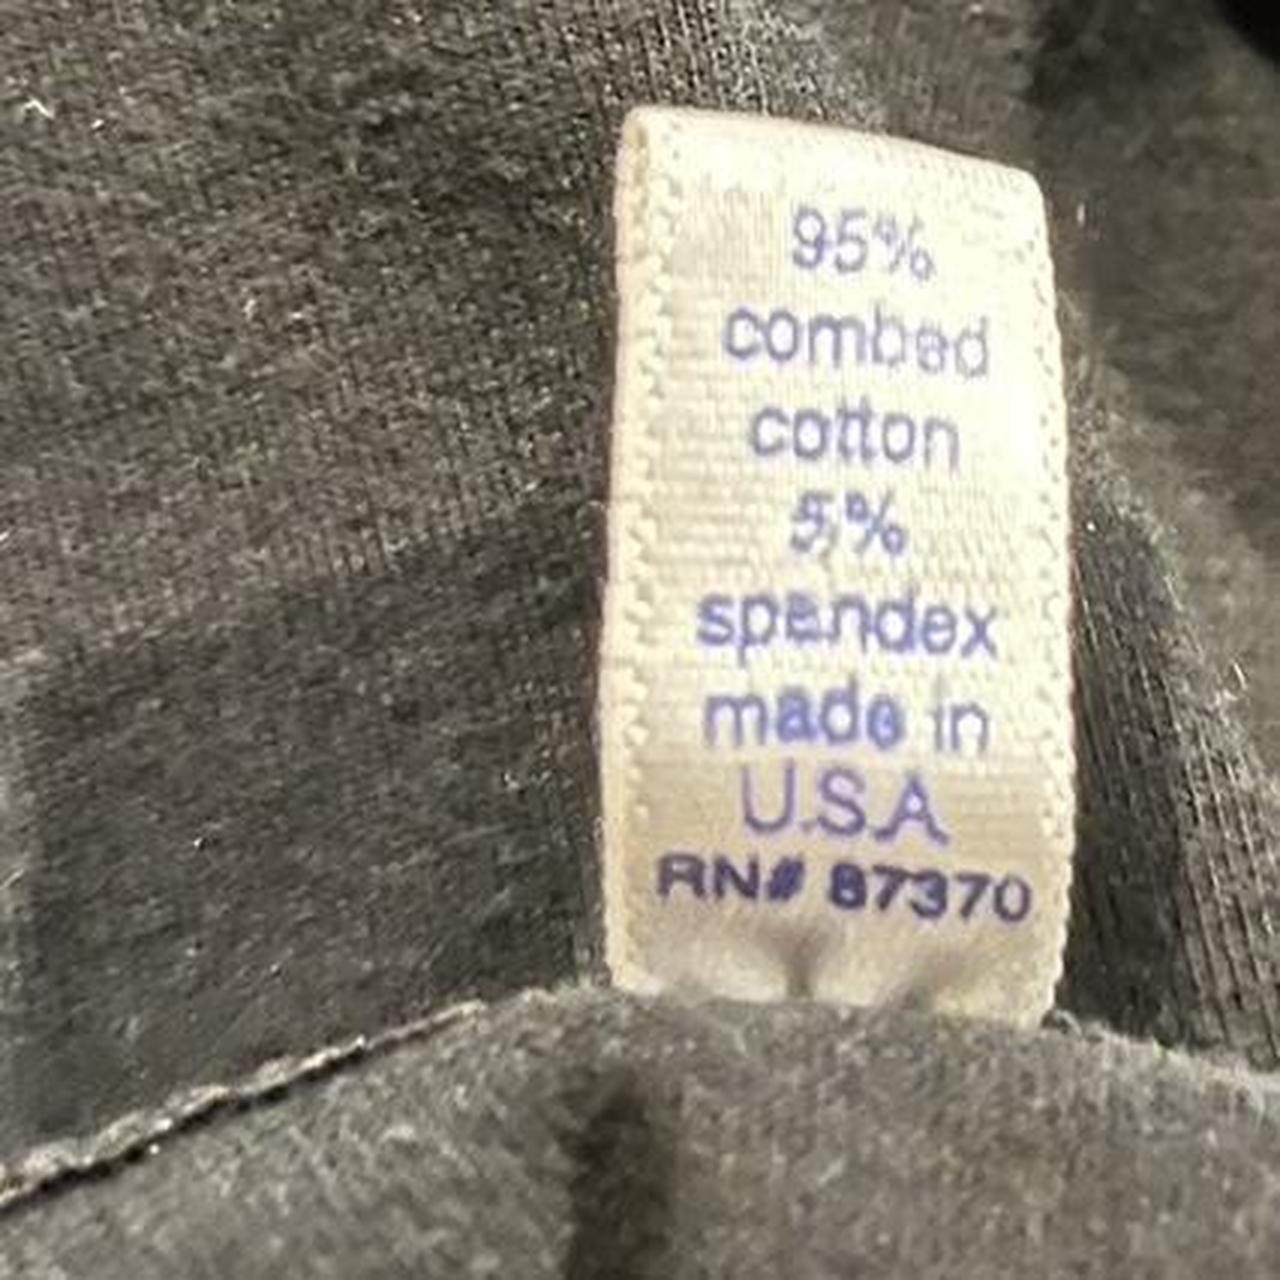 95%
combed
cotton
5%
spandex
made in
U.S.A
RN# 87370